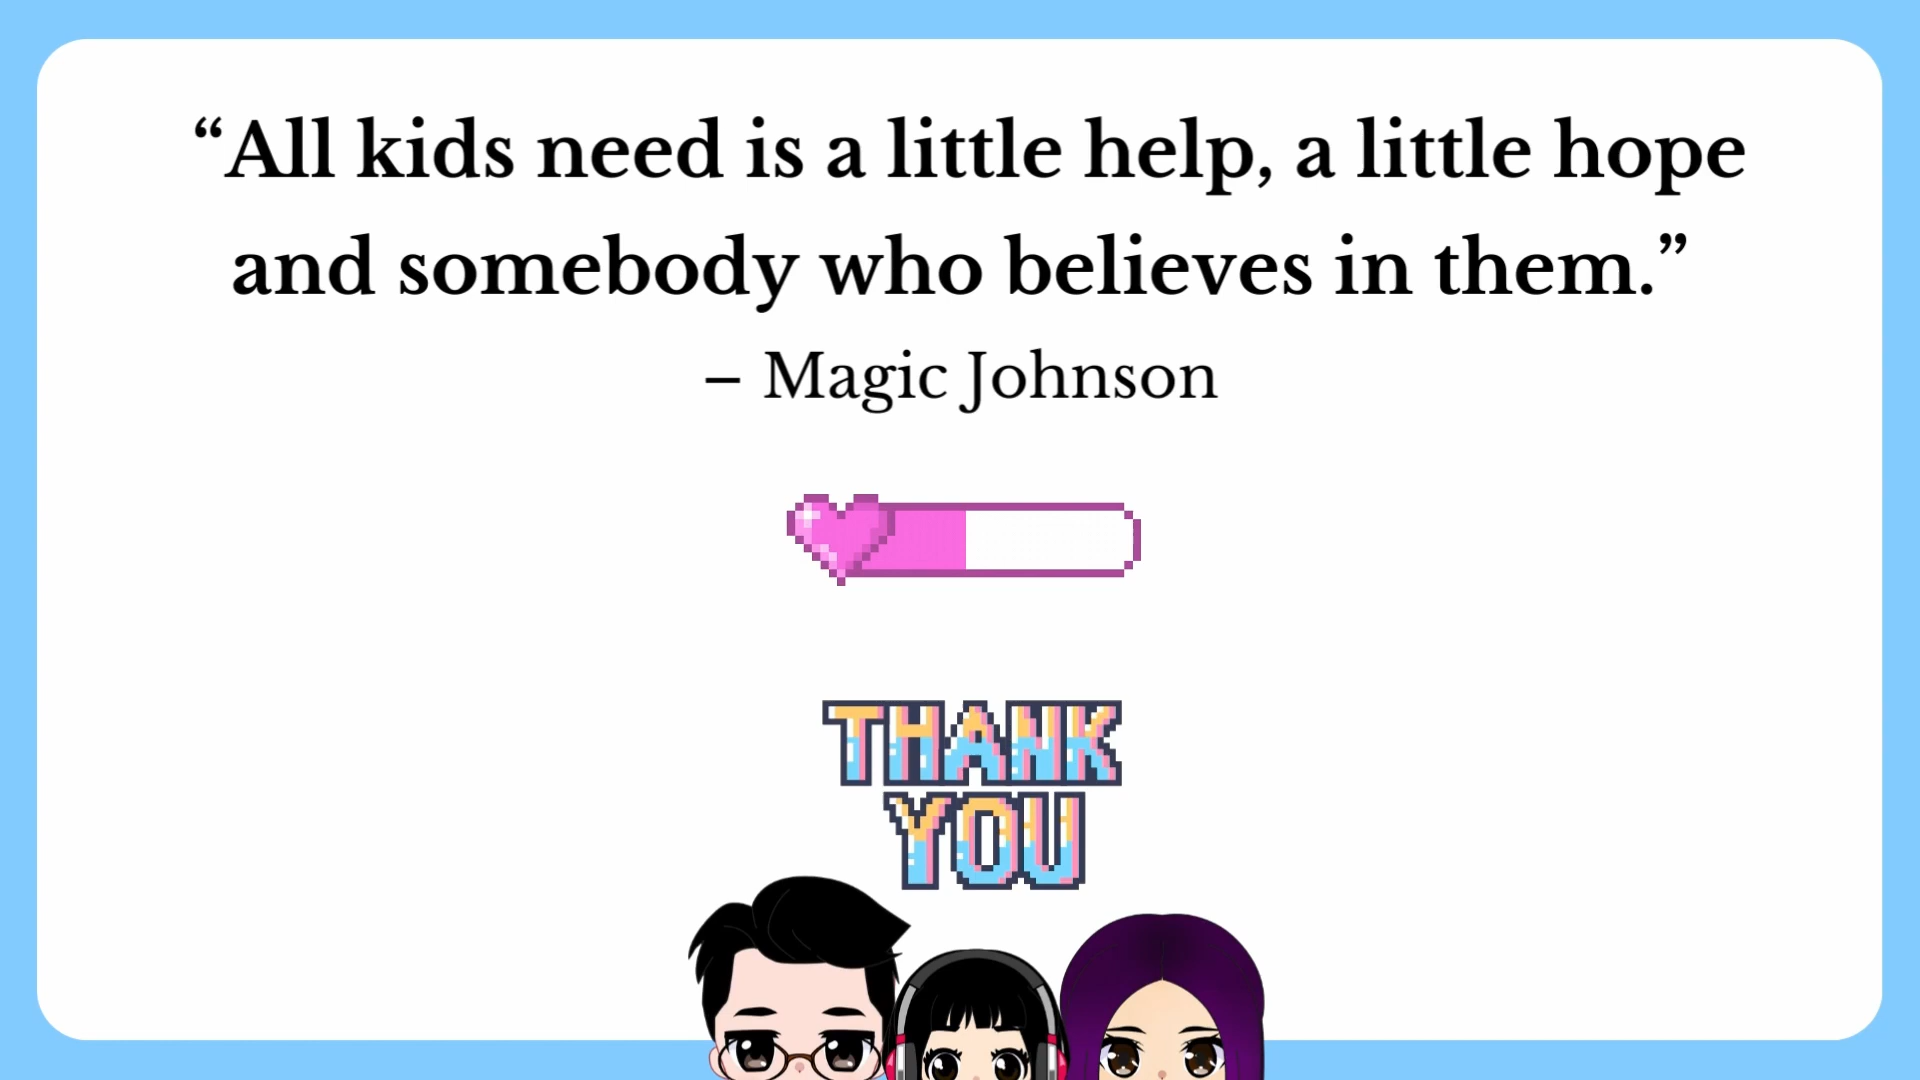 “All kids need is a little help, a little hope
and somebody who believes in them.”
– Magic Johnson
THANK
YOU